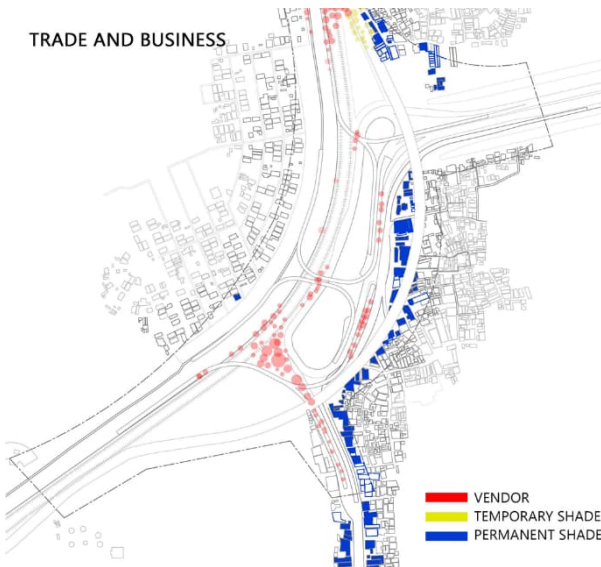 TRADE AND BUSINESS
VENDOR
TEMPORARY SHADE
PERMANENT SHADE